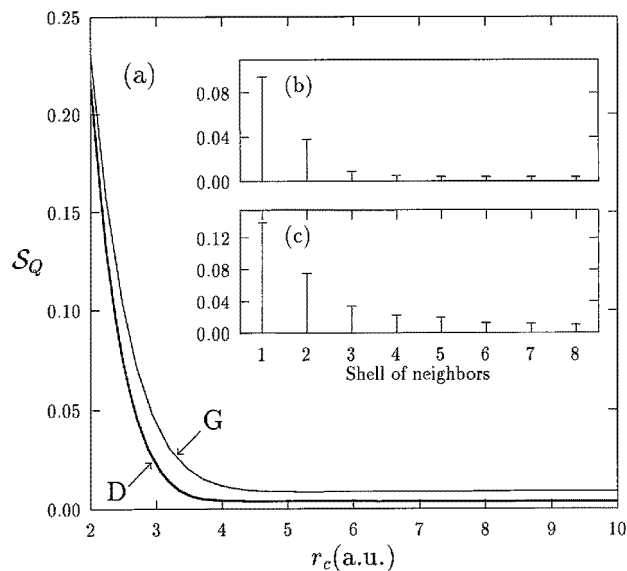 0.25
0.20
0.15
0.10
0.05
0.00
S_Q
(a)
(b)
0.08
0.04
0.00
(c)
0.12
0.08
0.04
0.00
1 2 3 4 5 6 7 8
Shell of neighbors
G
D
2 3 4 5 6 7 8 9 10
r_c(a.u.)